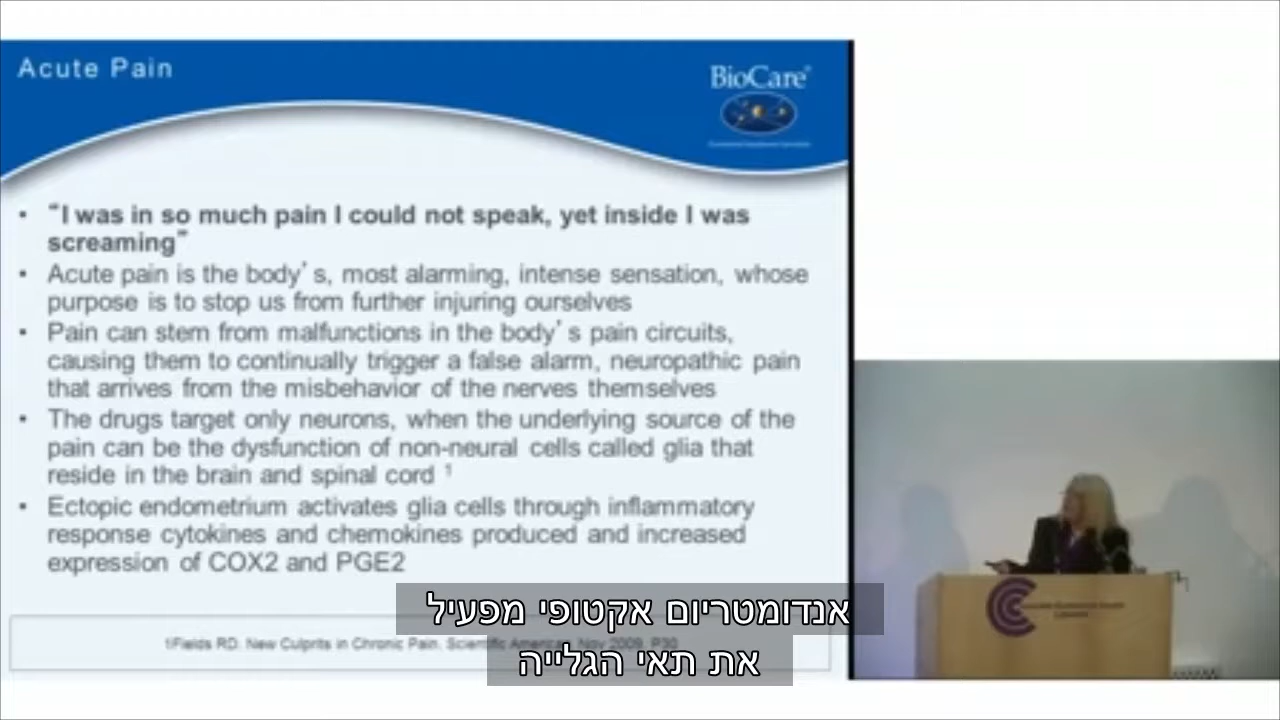 Acute Pain
BioCare
• "I was in so much pain I could not speak, yet inside I was
screaming"
• Acute pain is the body's, most alarming, intense sensation, whose
purpose is to stop us from further injuring ourselves
• Pain can stem from malfunctions in the body's pain circuits,
causing them to continually trigger a false alarm, neuropathic pain
that arrives from the misbehavior of the nerves themselves
• The drugs target only neurons, when the underlying source of the
pain can be the dysfunction of non-neural cells called glia that
reside in the brain and spinal cord 1
• Ectopic endometrium activates glia cells through inflammatory
response cytokines and chemokines produced and increased
expression of COX2 and PGE2
1Fields RD. New Culprits in Chronic Pain. Scientific American. Nov 2009. P30
אנדומטריום אקטופי מפעיל
את תאי הגלייה